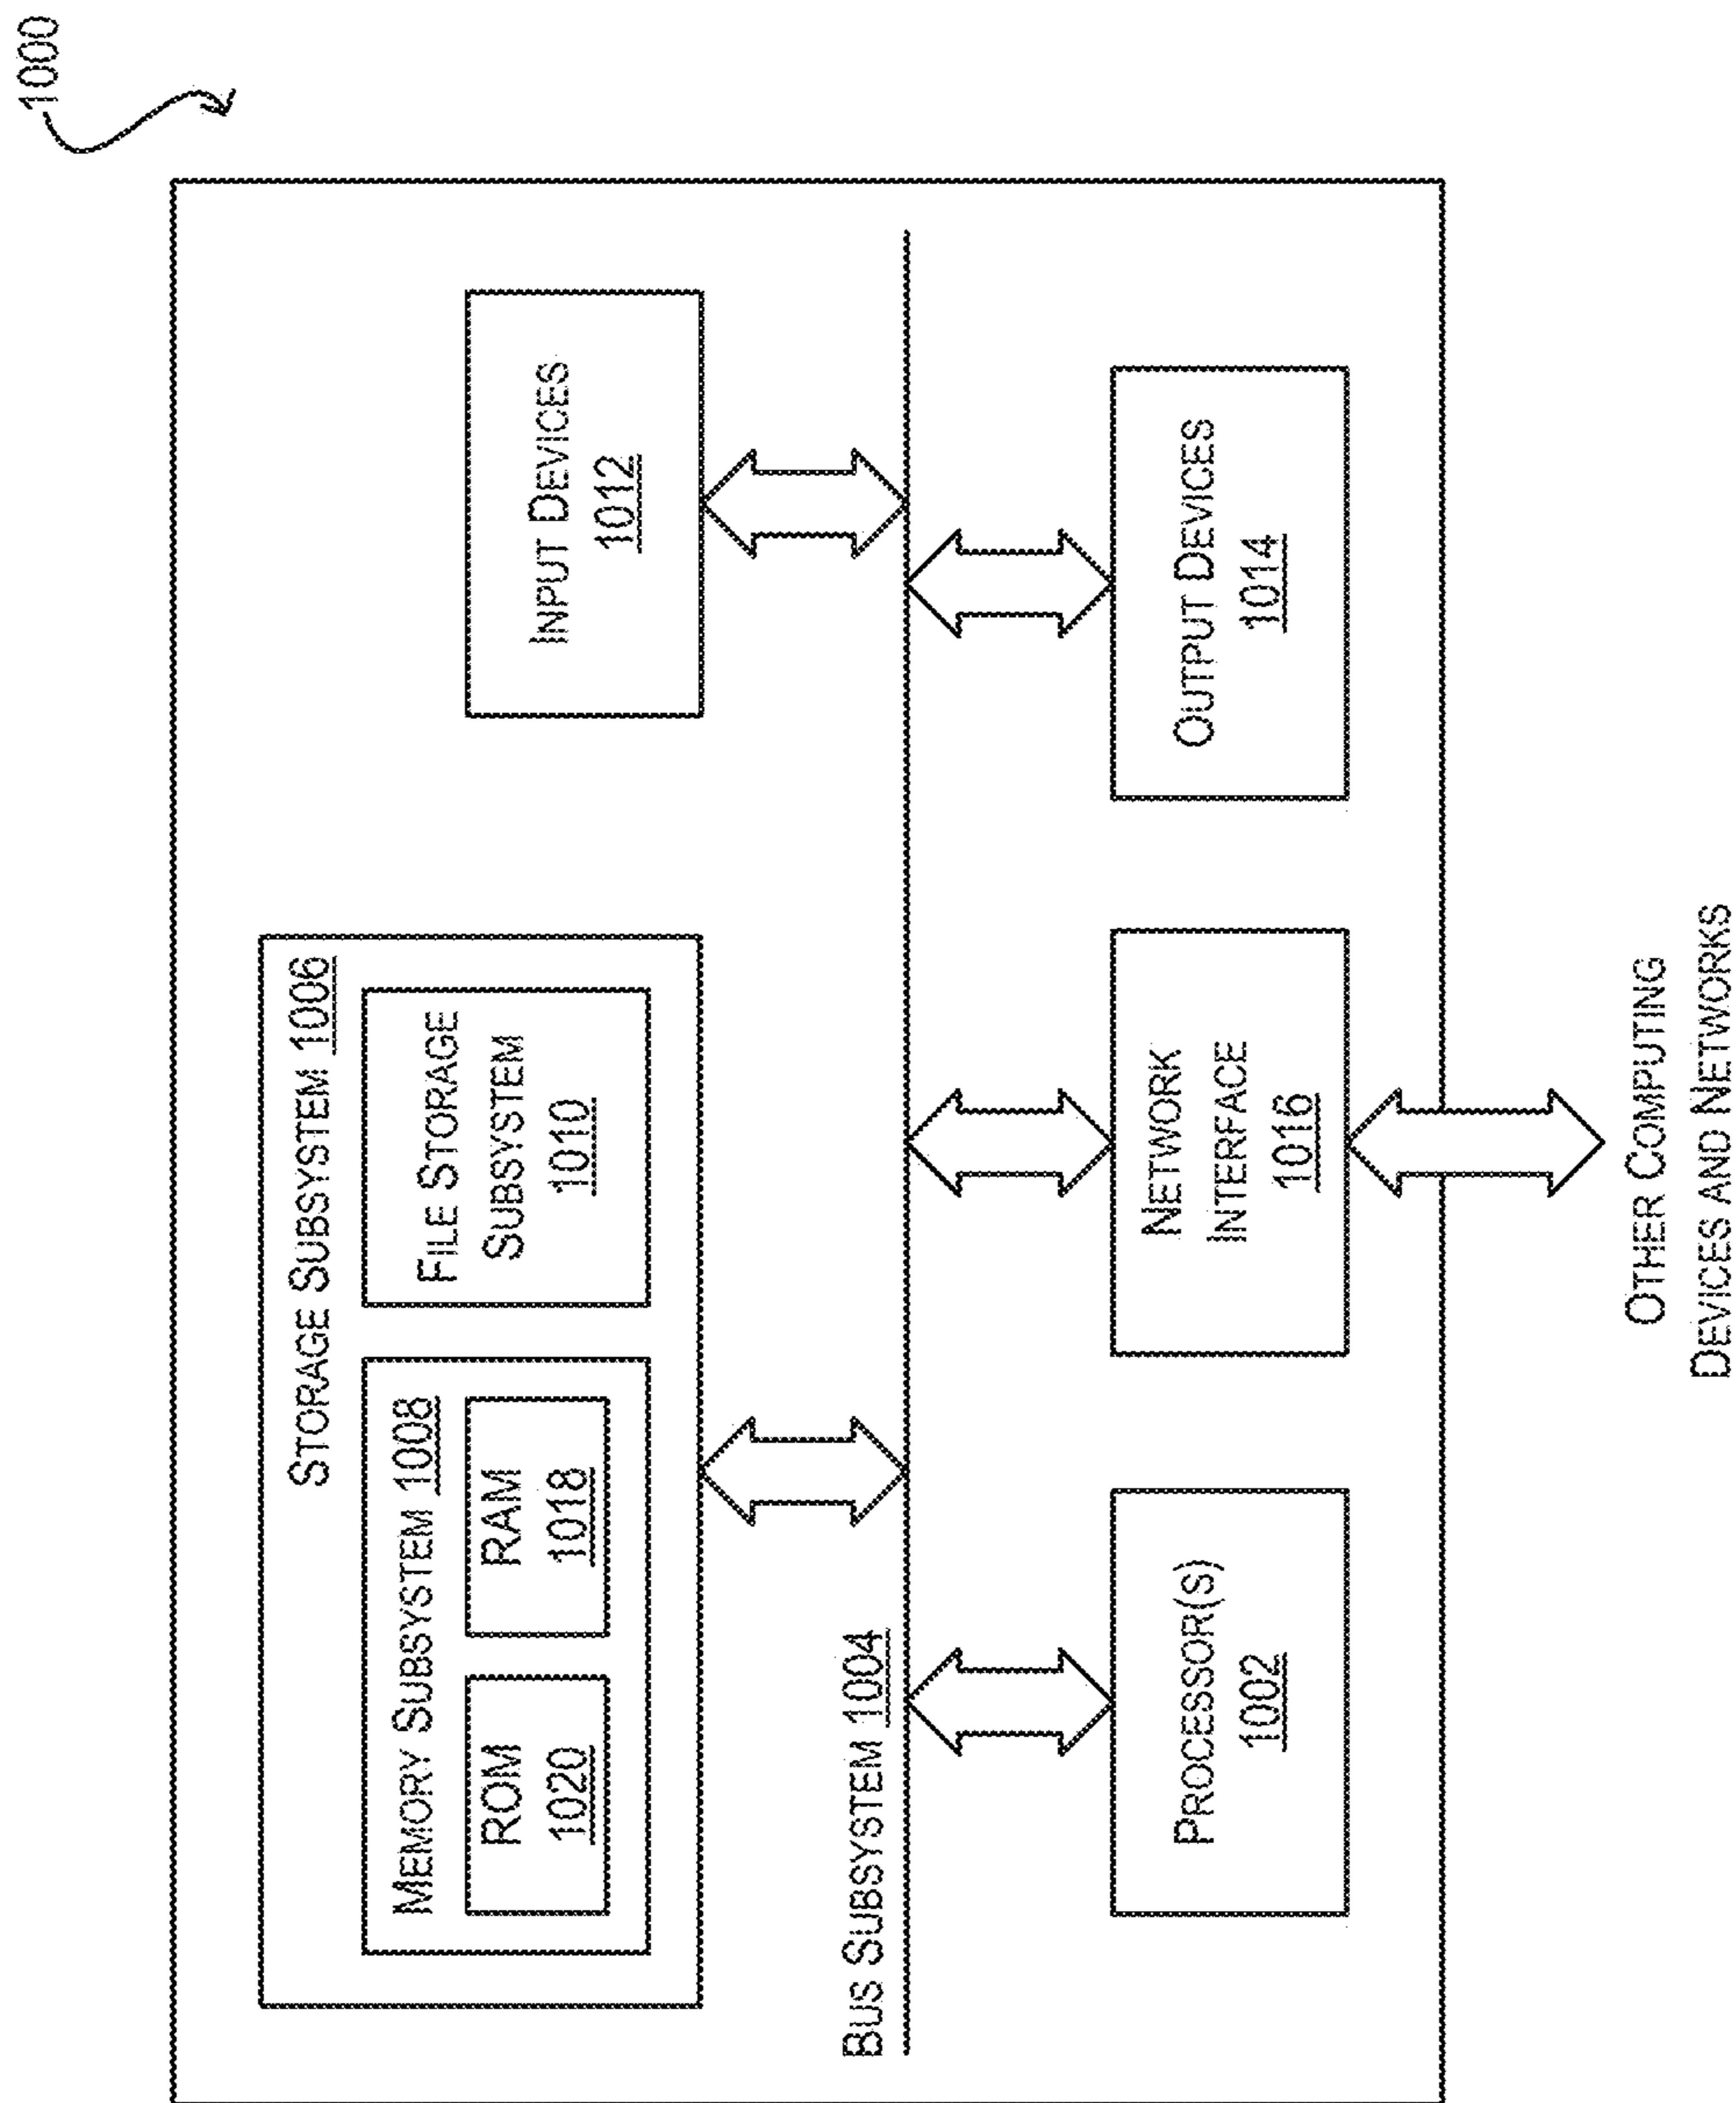 1000
STORAGE SUBSYSTEM 1006
MEMORY SUBSYSTEM 1008
ROM
1020
RAM
1018
FILE STORAGE
SUBSYSTEM
1010
INPUT DEVICES
1012
BUS SUBSYSTEM 1004
PROCESSOR(S)
1002
NETWORK
INTERFACE
1016
OUTPUT DEVICES
1014
OTHER COMPUTING
DEVICES AND NETWORKS